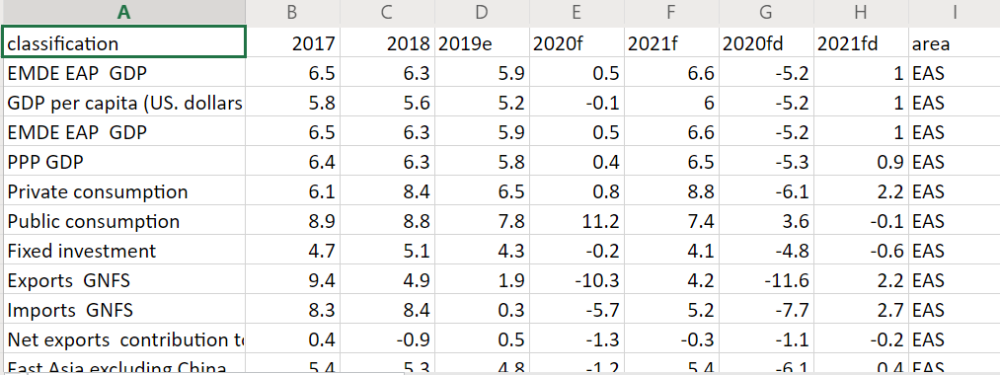 A B C D E F G H I
classification 2017 2018 2019e 2020f 2021f 2020fd 2021fd area
EMDE EAP GDP 6.5 6.3 5.9 0.5 6.6 -5.2 1 EAS
GDP per capita (US. dollars 5.8 5.6 5.2 -0.1 6 -5.2 1 EAS
EMDE EAP GDP 6.5 6.3 5.9 0.5 6.6 -5.2 1 EAS
PPP GDP 6.4 6.3 5.8 0.4 6.5 -5.3 0.9 EAS
Private consumption 6.1 8.4 6.5 0.8 8.8 -6.1 2.2 EAS
Public consumption 8.9 8.8 7.8 11.2 7.4 3.6 -0.1 EAS
Fixed investment 4.7 5.1 4.3 -0.2 4.1 -4.8 -0.6 EAS
Exports GNFS 9.4 4.9 1.9 -10.3 4.2 -11.6 2.2 EAS
Imports GNFS 8.3 8.4 0.3 -5.7 5.2 -7.7 2.7 EAS
Net exports contribution to 0.4 -0.9 0.5 -1.3 -0.3 -1.1 -0.2 EAS
East Asia excluding China 5.4 5.3 4.8 -1.2 5.4 -6.1 0.4 EAS